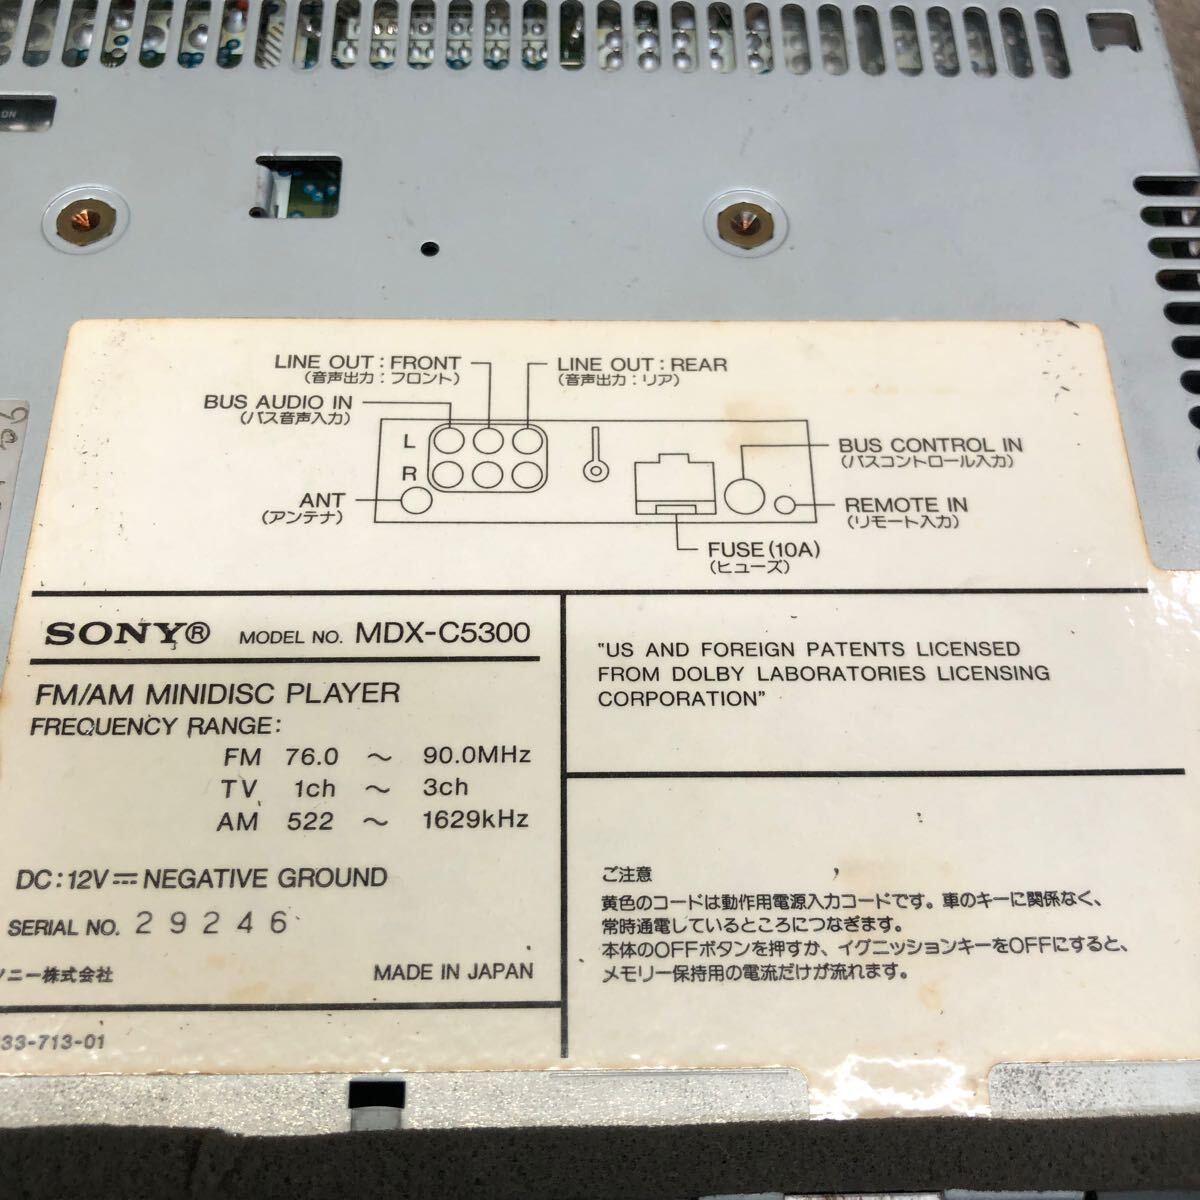 ON
LINE OUT : FRONT
(音声出力 : フロント)
LINE OUT : REAR
(音声出力 : リア)
BUS AUDIO IN
(バス音声入力)
L
R
BUS CONTROL IN
(バスコントロール入力)
ANT
(アンテナ)
REMOTE IN
(リモート入力)
FUSE (10A)
(ヒューズ)
SONY® MODEL NO. MDX-C5300
FM/AM MINIDISC PLAYER
FREQUENCY RANGE:
FM 76.0 ～ 90.0MHz
TV 1ch ～ 3ch
AM 522 ～ 1629kHz
DC : 12V ⎓ NEGATIVE GROUND
SERIAL NO. 29246
ソニー株式会社 MADE IN JAPAN
33-713-01
"US AND FOREIGN PATENTS LICENSED
FROM DOLBY LABORATORIES LICENSING
CORPORATION"
ご注意
黄色のコードは動作用電源入力コードです。車のキーに関係なく、
常時通電しているところにつなぎます。
本体のOFFボタンを押すか、イグニッションキーをOFFにすると、
メモリー保持用の電流だけが流れます。